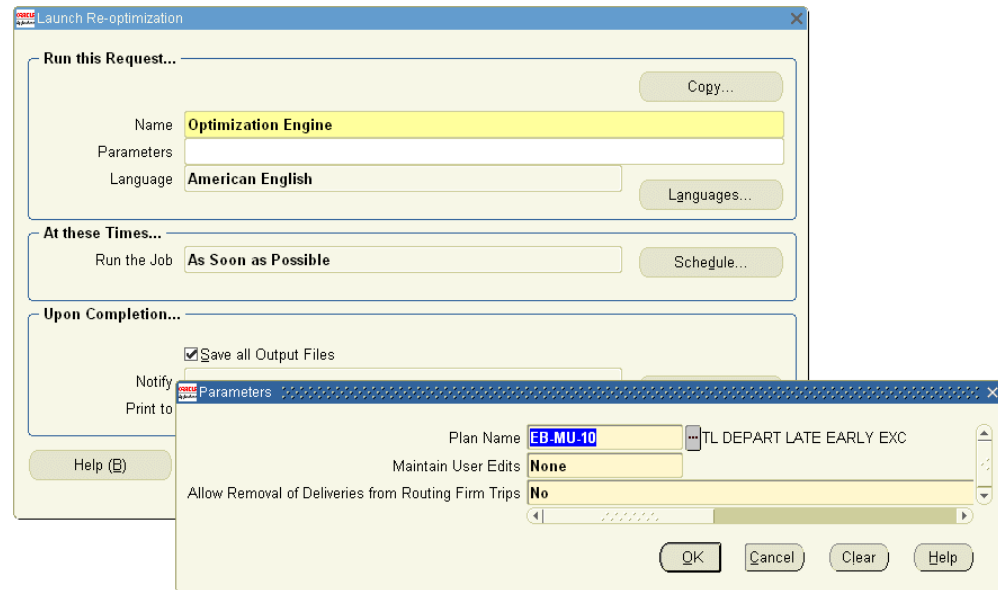 ORACLE Launch Re-optimization
Run this Request...
Copy...
Name Optimization Engine
Parameters
Language American English
Languages...
At these Times...
Run the Job As Soon as Possible
Schedule...
Upon Completion...
Save all Output Files
Notify
Print to
Help (B)
ORACLE Parameters
Plan Name EB-MU-10 TL DEPART LATE EARLY EXC
Maintain User Edits None
Allow Removal of Deliveries from Routing Firm Trips No
OK Cancel Clear Help